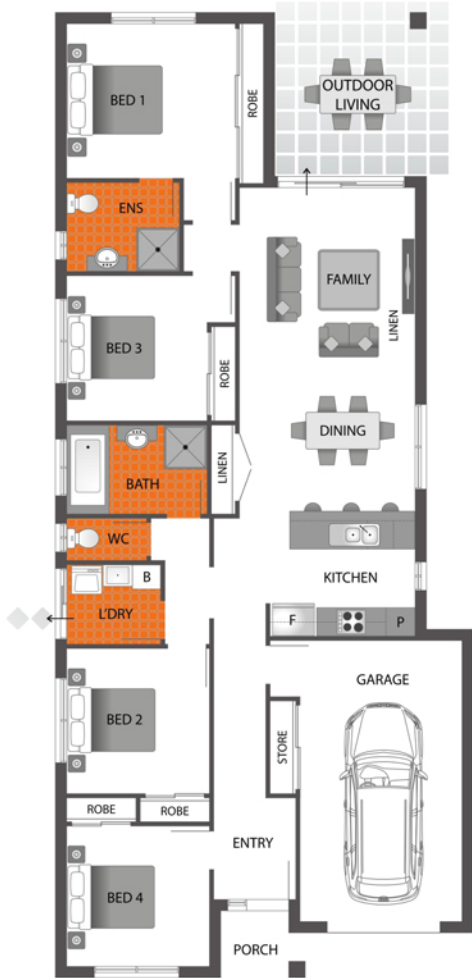 BED 1
ROBE
OUTDOOR
LIVING
ENS
FAMILY
LINEN
BED 3
ROBE
DINING
LINEN
BATH
WC
KITCHEN
B
L'DRY
F
P
GARAGE
BED 2
STORE
ROBE
ROBE
ENTRY
BED 4
PORCH